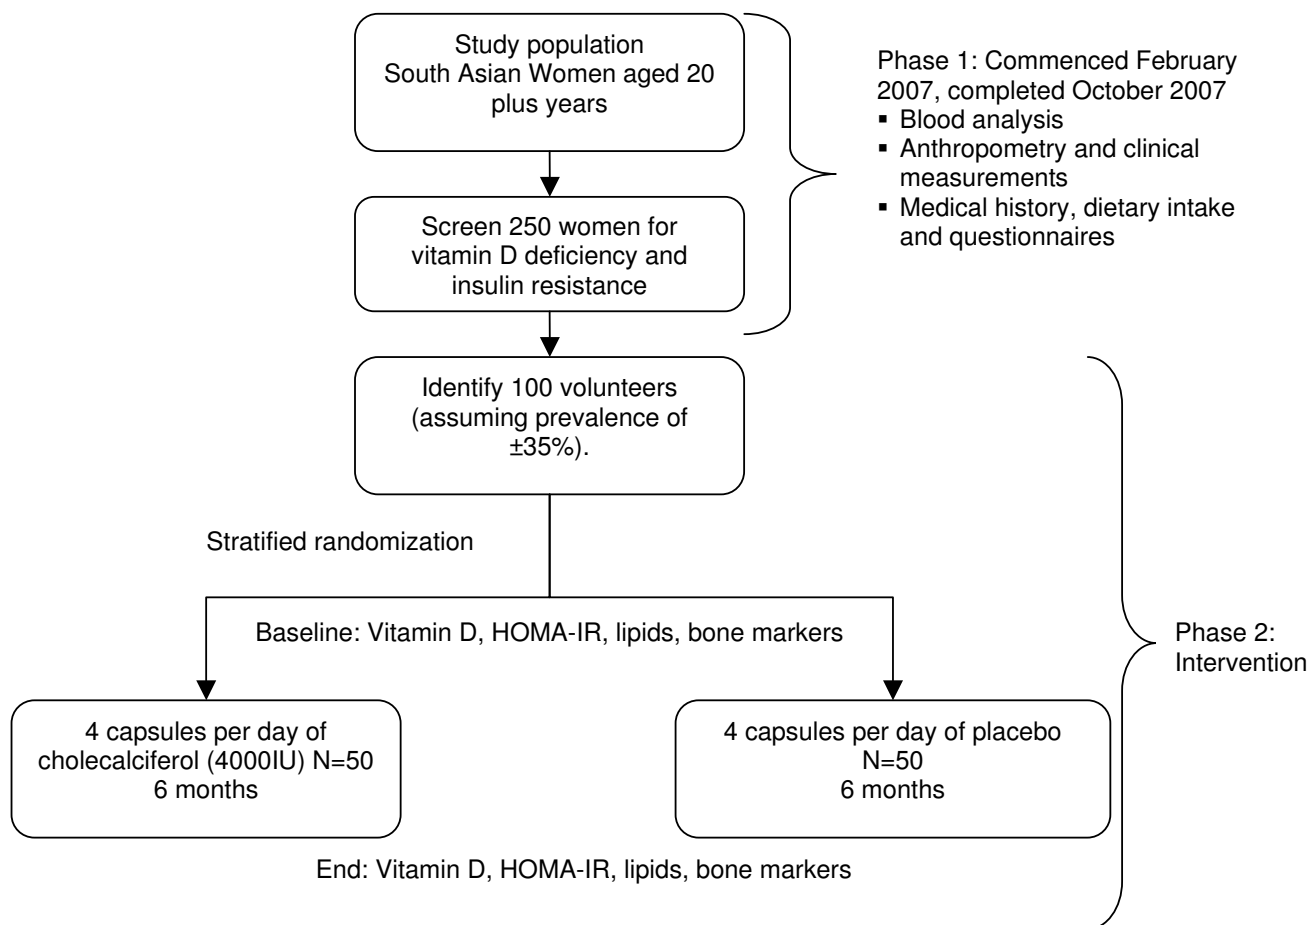 Study population
South Asian Women aged 20
plus years
Phase 1: Commenced February
2007, completed October 2007
▪ Blood analysis
▪ Anthropometry and clinical
measurements
▪ Medical history, dietary intake
and questionnaires
Screen 250 women for
vitamin D deficiency and
insulin resistance
Identify 100 volunteers
(assuming prevalence of
±35%).
Stratified randomization
Baseline: Vitamin D, HOMA-IR, lipids, bone markers
Phase 2:
Intervention
4 capsules per day of
cholecalciferol (4000IU) N=50
6 months
4 capsules per day of placebo
N=50
6 months
End: Vitamin D, HOMA-IR, lipids, bone markers